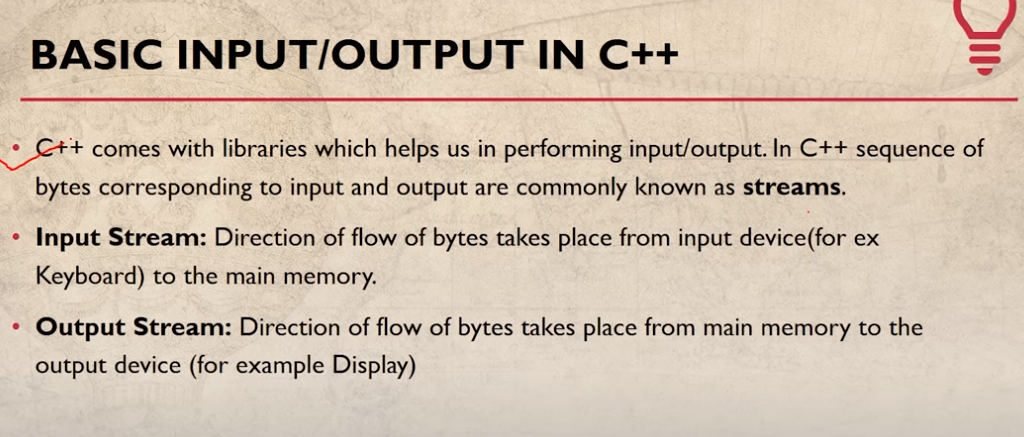 BASIC INPUT/OUTPUT IN C++
• C++ comes with libraries which helps us in performing input/output. In C++ sequence of
bytes corresponding to input and output are commonly known as streams.
• Input Stream: Direction of flow of bytes takes place from input device(for ex
Keyboard) to the main memory.
• Output Stream: Direction of flow of bytes takes place from main memory to the
output device (for example Display)